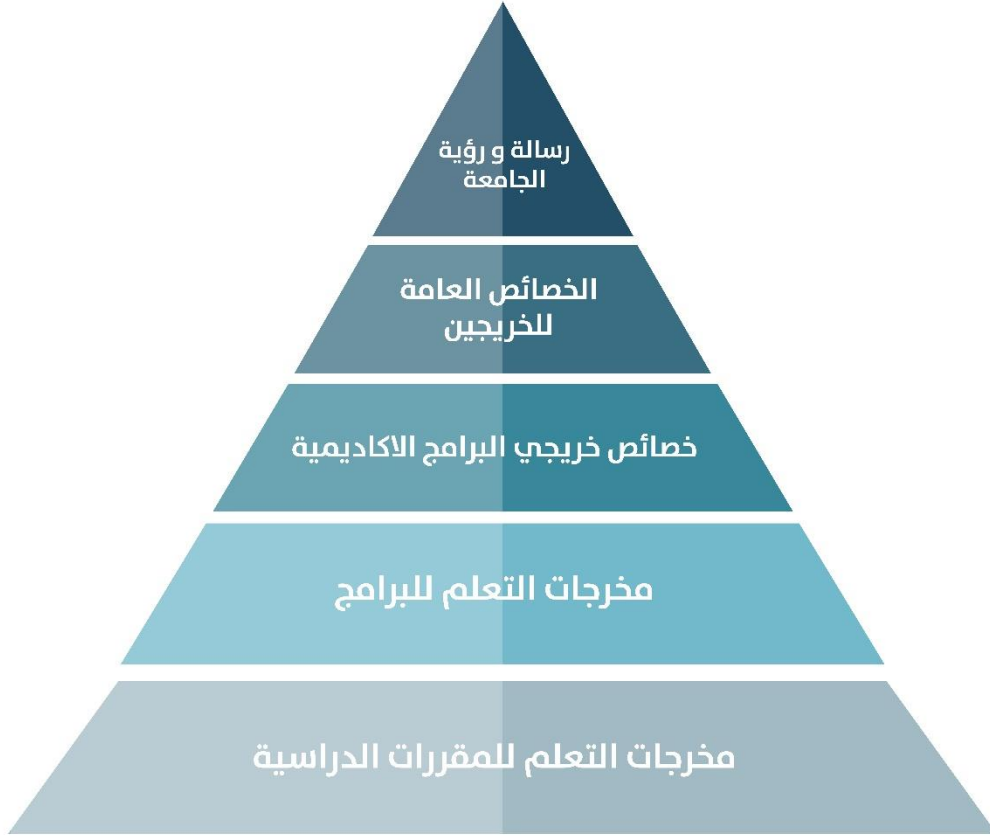 رسالة و رؤية
الجامعة
الخصائص العامة
للخريجين
خصائص خريجي البرامج الاكاديمية
مخرجات التعلم للبرامج
مخرجات التعلم للمقررات الدراسية